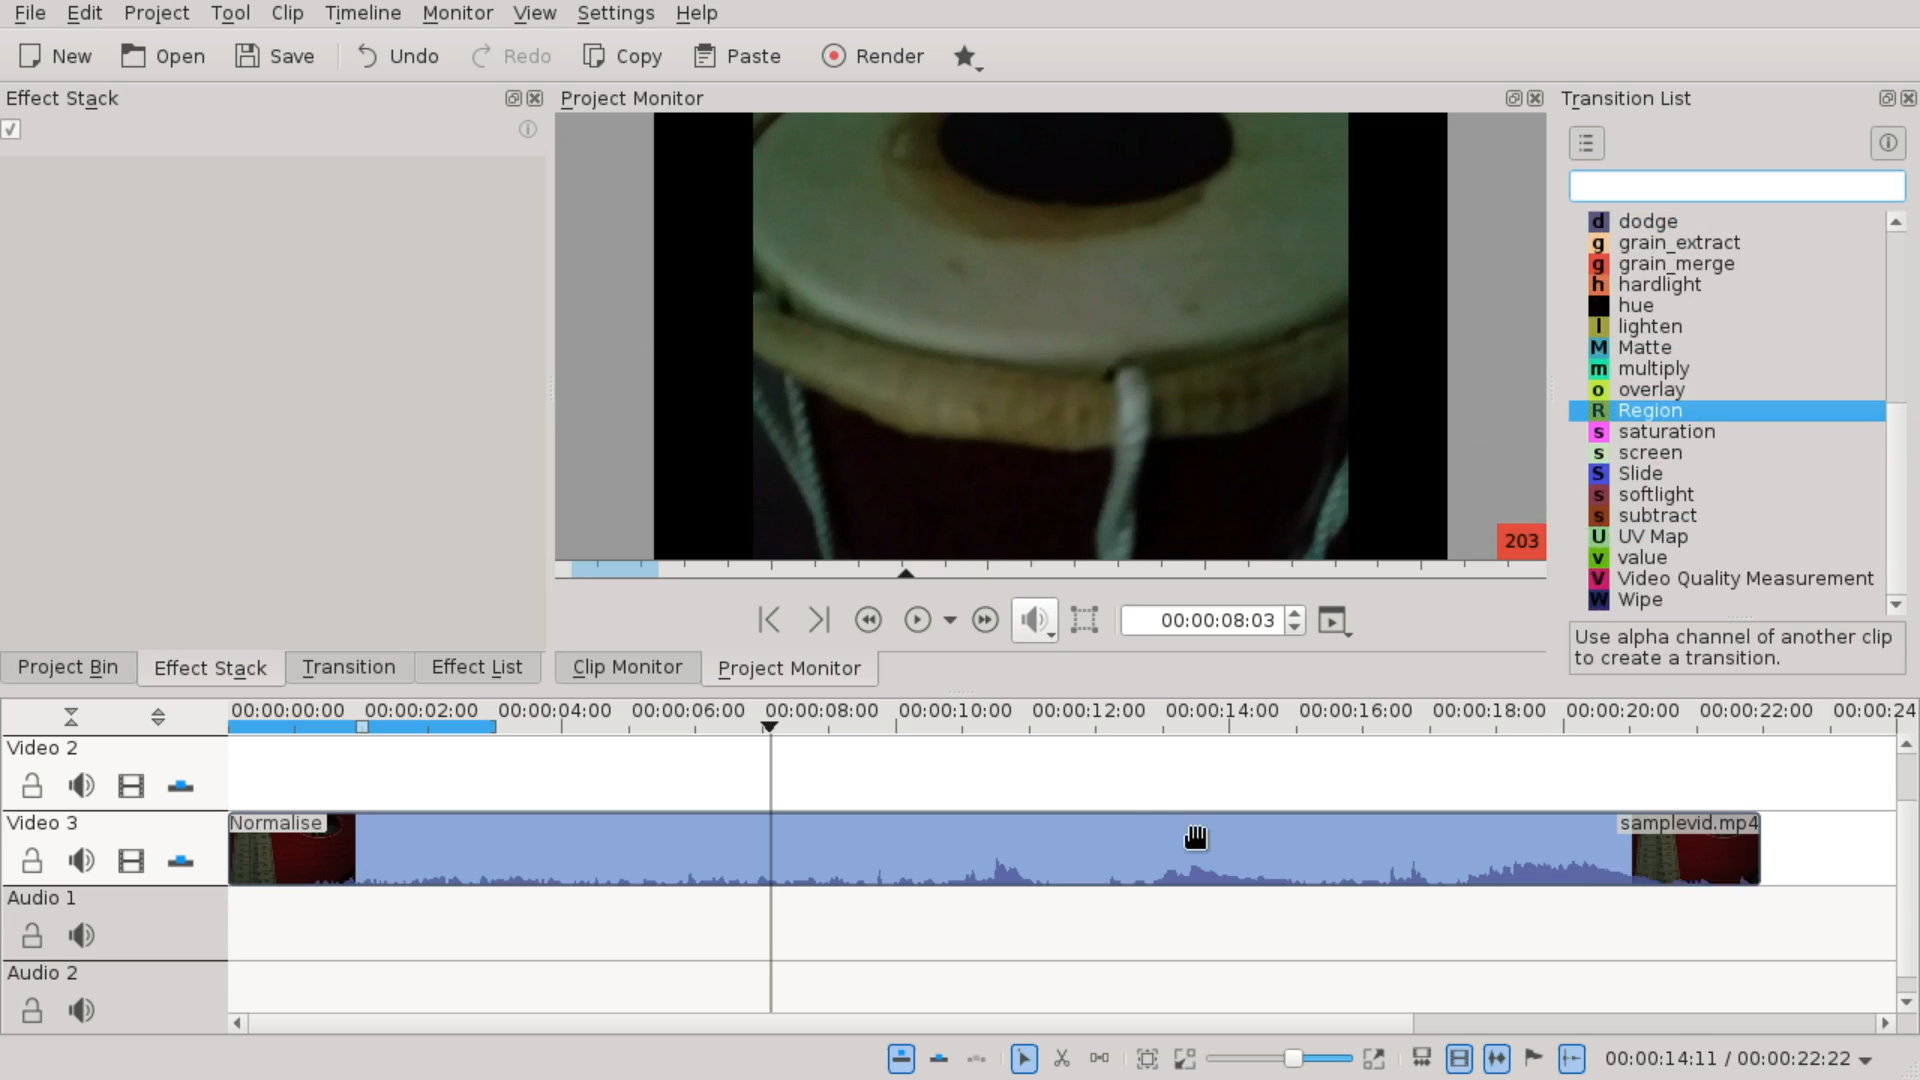 File Edit Project Tool Clip Timeline Monitor View Settings Help
New Open Save Undo Redo Copy Paste Render
Effect Stack
Project Monitor
Transition List
dodge
grain_extract
grain_merge
hardlight
hue
lighten
Matte
multiply
overlay
Region
saturation
screen
Slide
softlight
subtract
UV Map
value
Video Quality Measurement
Wipe
203
00:00:08:03
Use alpha channel of another clip
to create a transition.
Project Bin Effect Stack Transition Effect List
Clip Monitor Project Monitor
00:00:00:00 00:00:02:00 00:00:04:00 00:00:06:00 00:00:08:00 00:00:10:00 00:00:12:00 00:00:14:00 00:00:16:00 00:00:18:00 00:00:20:00 00:00:22:00 00:00:24
Video 2
Video 3
Normalise
samplevid.mp4
Audio 1
Audio 2
00:00:14:11 / 00:00:22:22